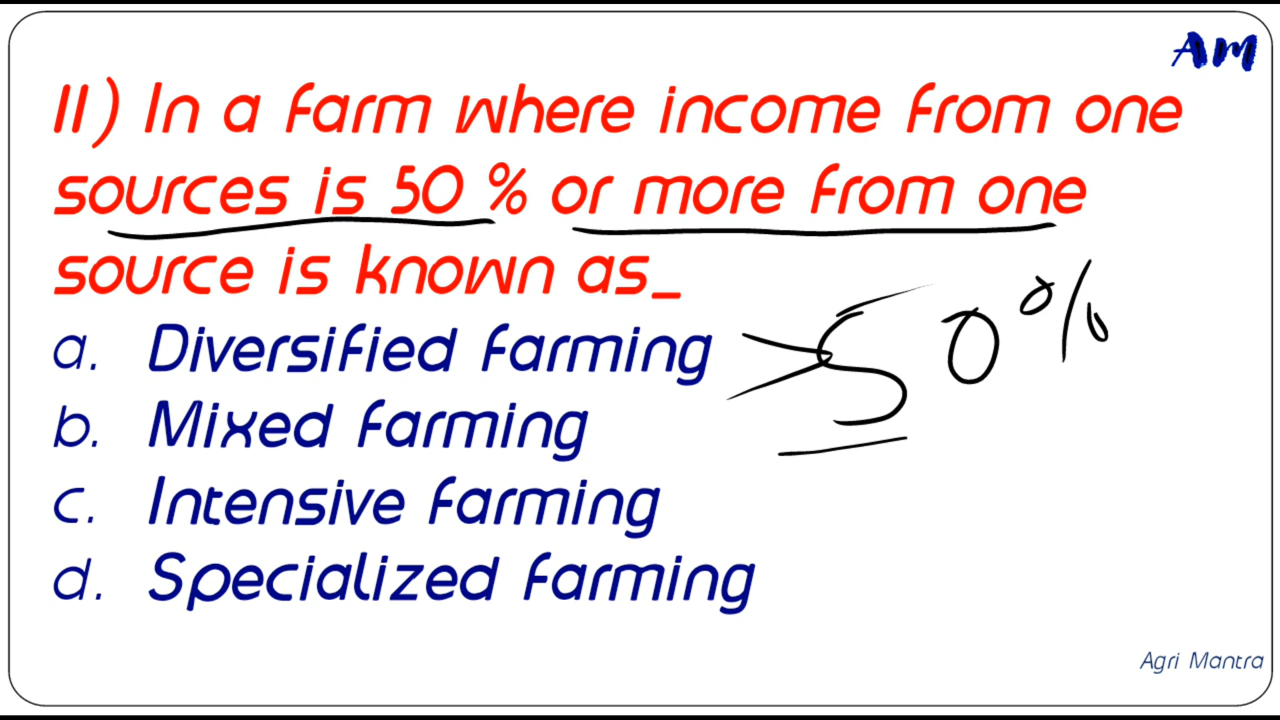 AM
11) In a farm where income from one
sources is 50 % or more from one
source is known as_
a. Diversified farming
b. Mixed farming
c. Intensive farming
d. Specialized farming
> 50%
Agri Mantra